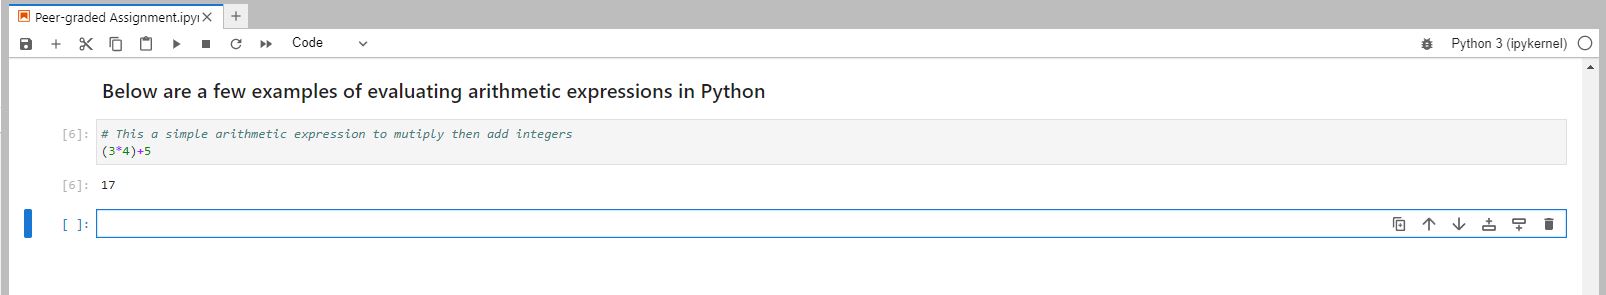 Peer-graded Assignment.ipyi
Code
Python 3 (ipykernel)
Below are a few examples of evaluating arithmetic expressions in Python
[6]: # This a simple arithmetic expression to mutiply then add integers
(3*4)+5
[6]: 17
[ ]: